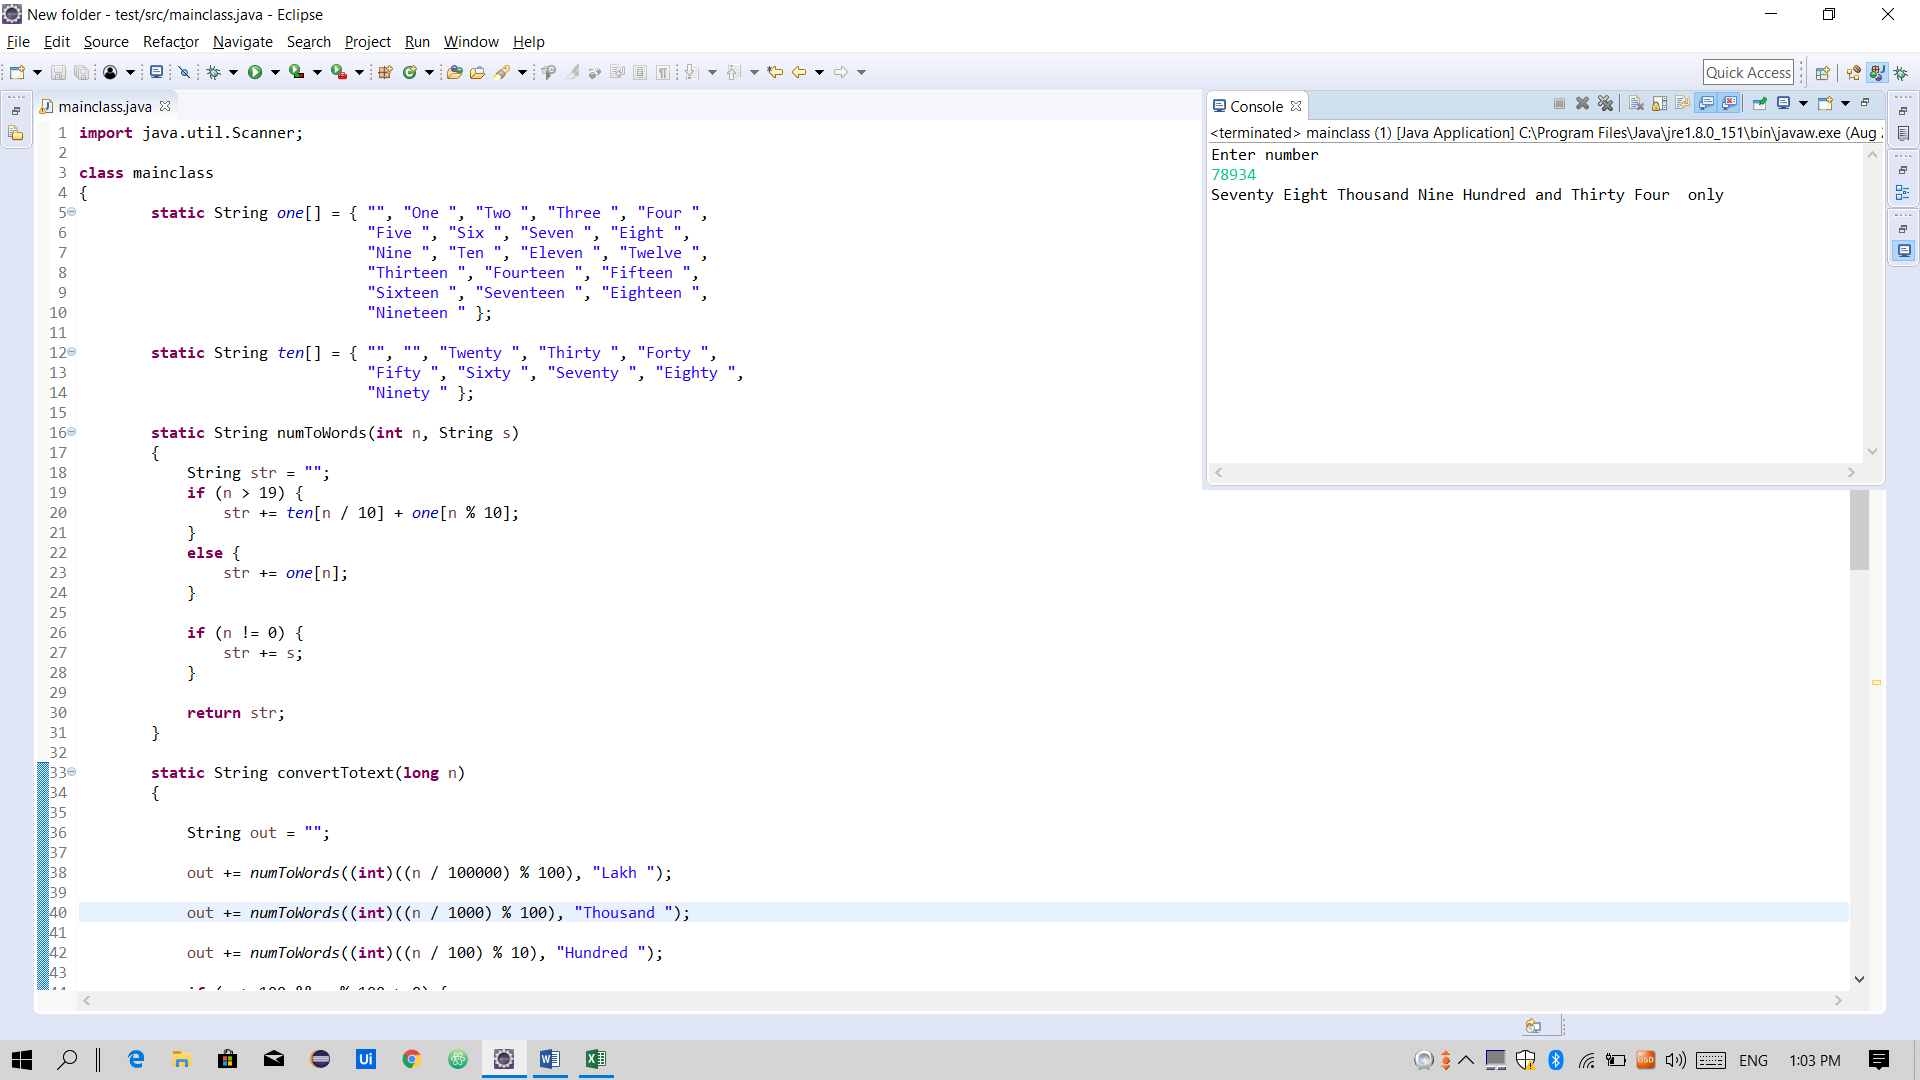 New folder - test/src/mainclass.java - Eclipse
File Edit Source Refactor Navigate Search Project Run Window Help
Quick Access
mainclass.java
1 import java.util.Scanner;
2
3 class mainclass
4 {
5 static String one[] = { "", "One ", "Two ", "Three ", "Four ",
6 "Five ", "Six ", "Seven ", "Eight ",
7 "Nine ", "Ten ", "Eleven ", "Twelve ",
8 "Thirteen ", "Fourteen ", "Fifteen ",
9 "Sixteen ", "Seventeen ", "Eighteen ",
10 "Nineteen " };
11
12 static String ten[] = { "", "", "Twenty ", "Thirty ", "Forty ",
13 "Fifty ", "Sixty ", "Seventy ", "Eighty ",
14 "Ninety " };
15
16 static String numToWords(int n, String s)
17 {
18 String str = "";
19 if (n > 19) {
20 str += ten[n / 10] + one[n % 10];
21 }
22 else {
23 str += one[n];
24 }
25
26 if (n != 0) {
27 str += s;
28 }
29
30 return str;
31 }
32
33 static String convertTotext(long n)
34 {
35
36 String out = "";
37
38 out += numToWords((int)((n / 100000) % 100), "Lakh ");
39
40 out += numToWords((int)((n / 1000) % 100), "Thousand ");
41
42 out += numToWords((int)((n / 100) % 10), "Hundred ");
43
Console
<terminated> mainclass (1) [Java Application] C:\Program Files\Java\jre1.8.0_151\bin\javaw.exe (Aug
Enter number
78934
Seventy Eight Thousand Nine Hundred and Thirty Four  only
Ui
OSD
ENG
1:03 PM